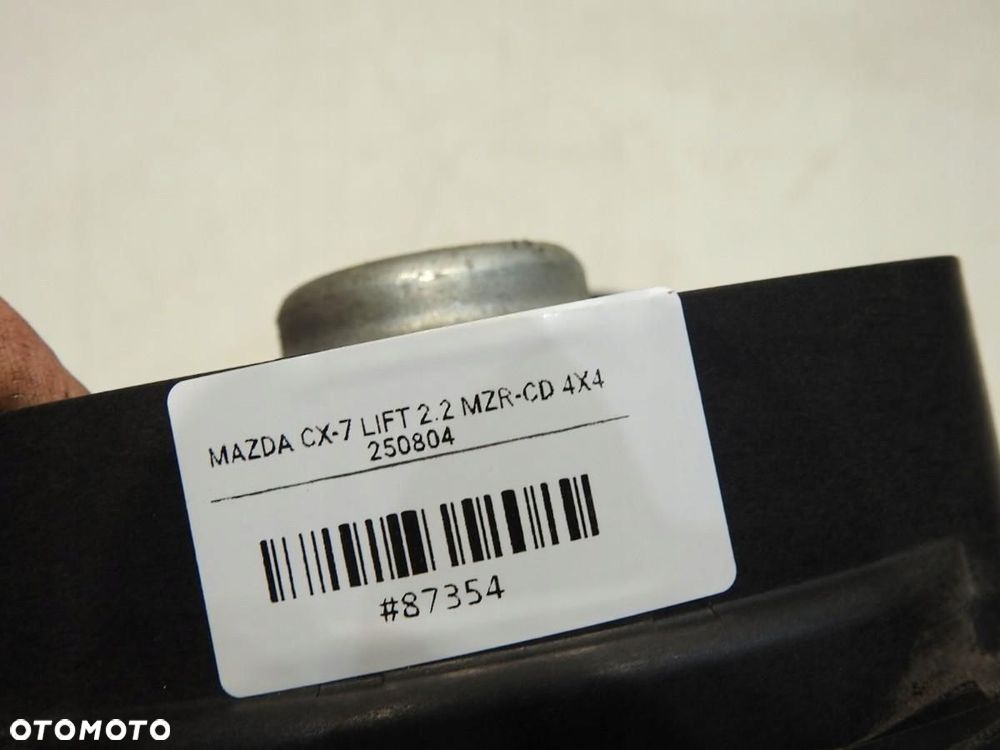 MAZDA CX-7 LIFT 2.2 MZR-CD 4X4
250804
#87354
OTOMOTO